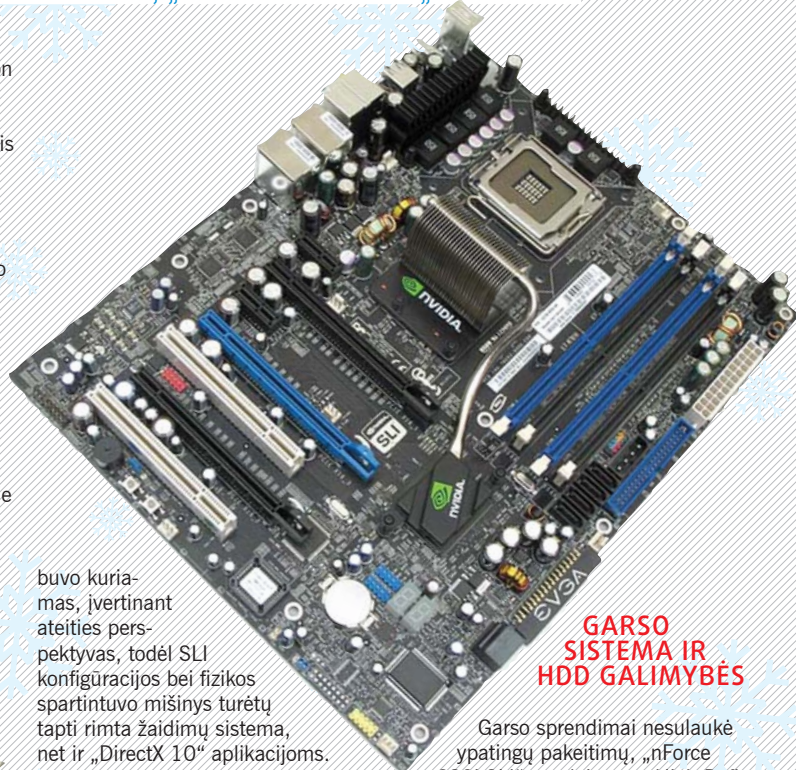 on
is
buvo kuria-
mas, įvertinant
ateities pers-
pektyvas, todėl SLI
konfigūracijos bei fizikos
spartintuvo mišinys turėtų
tapti rimta žaidimų sistema,
net ir „DirectX 10“ aplikacijoms.
NVIDIA.
SLI
NVIDIA.
EVGA
GARSO
SISTEMA IR
HDD GALIMYBĖS
Garso sprendimai nesulaukė
ypatingų pakeitimų, „nForce